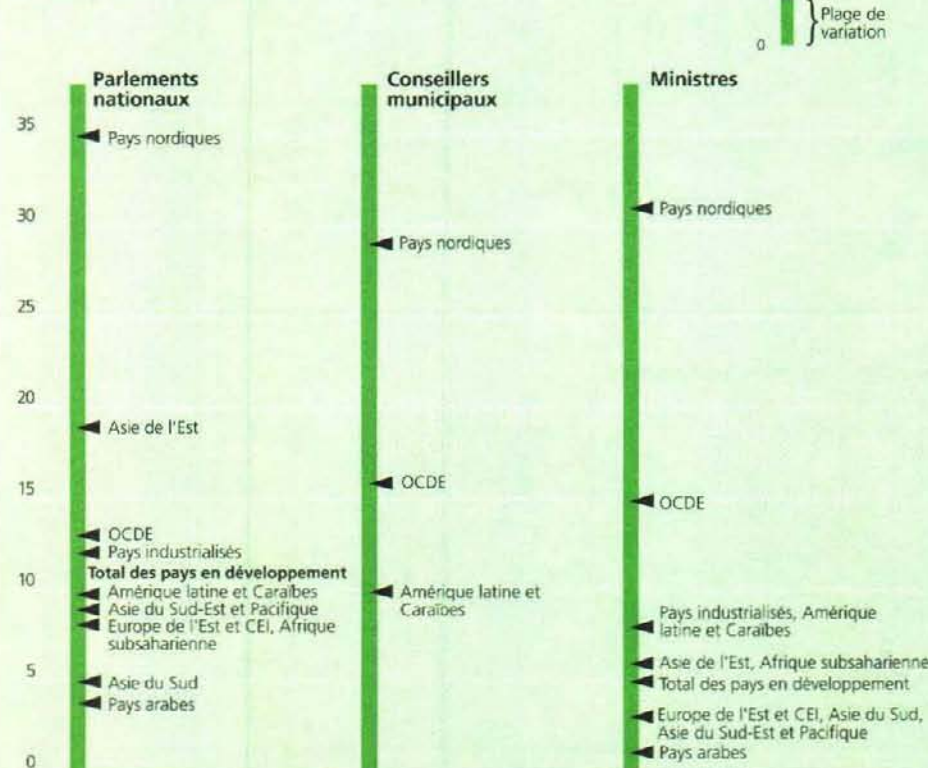 Plage de
variation
0
Parlements
nationaux
35
Pays nordiques
30
25
20
Asie de l'Est
15
OCDE
Pays industrialisés
Total des pays en développement
10
Amérique latine et Caraïbes
Asie du Sud-Est et Pacifique
Europe de l'Est et CEI, Afrique
subsaharienne
5
Asie du Sud
Pays arabes
0
Conseillers
municipaux
Pays nordiques
OCDE
Amérique latine et
Caraïbes
Ministres
Pays nordiques
OCDE
Pays industrialisés, Amérique
latine et Caraïbes
Asie de l'Est, Afrique subsaharienne
Total des pays en développement
Europe de l'Est et CEI, Asie du Sud,
Asie du Sud-Est et Pacifique
Pays arabes